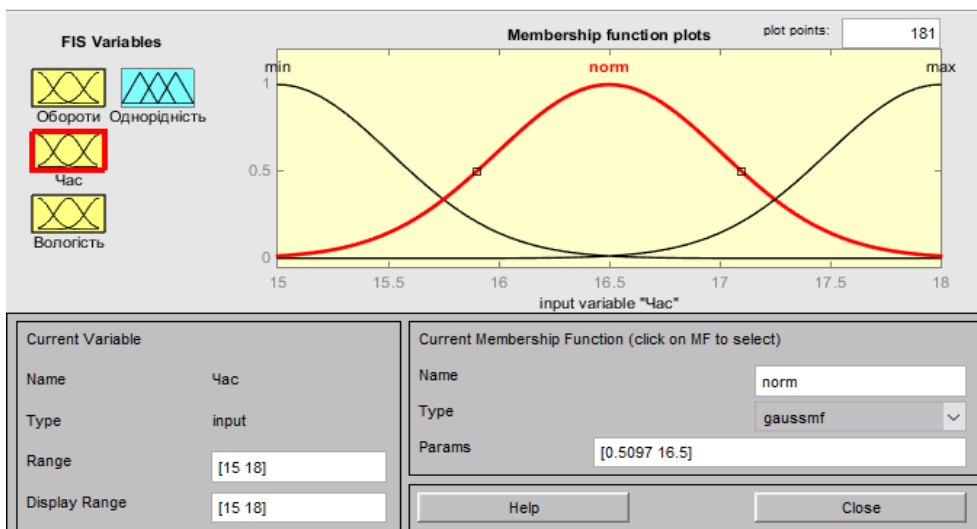 FIS Variables
Membership function plots
plot points:
181
min
norm
max
Обороти
Однорідність
Час
Вологість
1
0.5
0
15
15.5
16
16.5
17
17.5
18
input variable "Час"
Current Variable
Name
Час
Type
input
Range
[15 18]
Display Range
[15 18]
Current Membership Function (click on MF to select)
Name
norm
Type
gaussmf
Params
[0.5097 16.5]
Help
Close